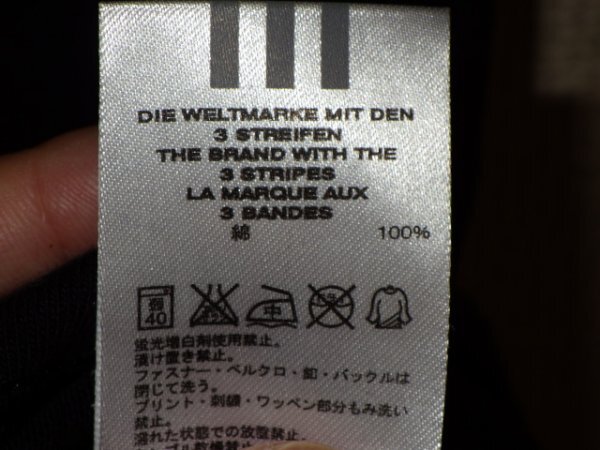 DIE WELTMARKE MIT DEN
3 STREIFEN
THE BRAND WITH THE
3 STRIPES
LA MARQUE AUX
3 BANDES
綿 100%
40 中
蛍光増白剤使用禁止。
漬け置き禁止。
ファスナー・ベルクロ・釦・バックルは
閉じて洗う。
プリント・刺繍・ワッペン部分もみ洗い
禁止。
濡れた状態での放置禁止。